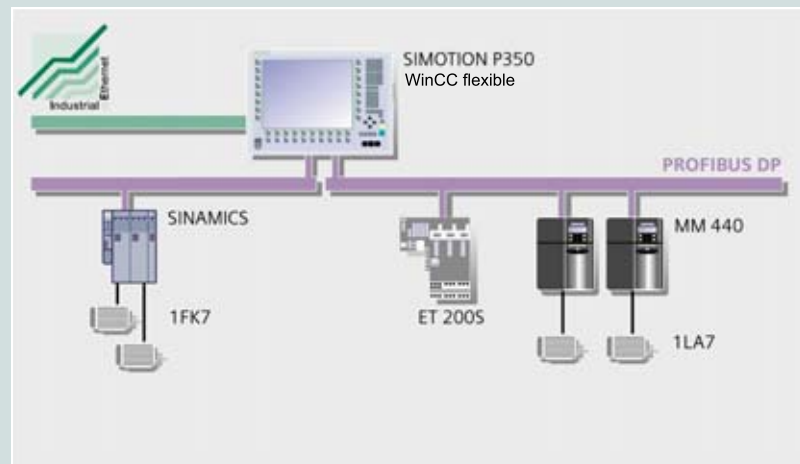 Industrial
Ethernet
SIMOTION P350
WinCC flexible
PROFIBUS DP
SINAMICS
MM 440
1FK7
ET 200S
1LA7